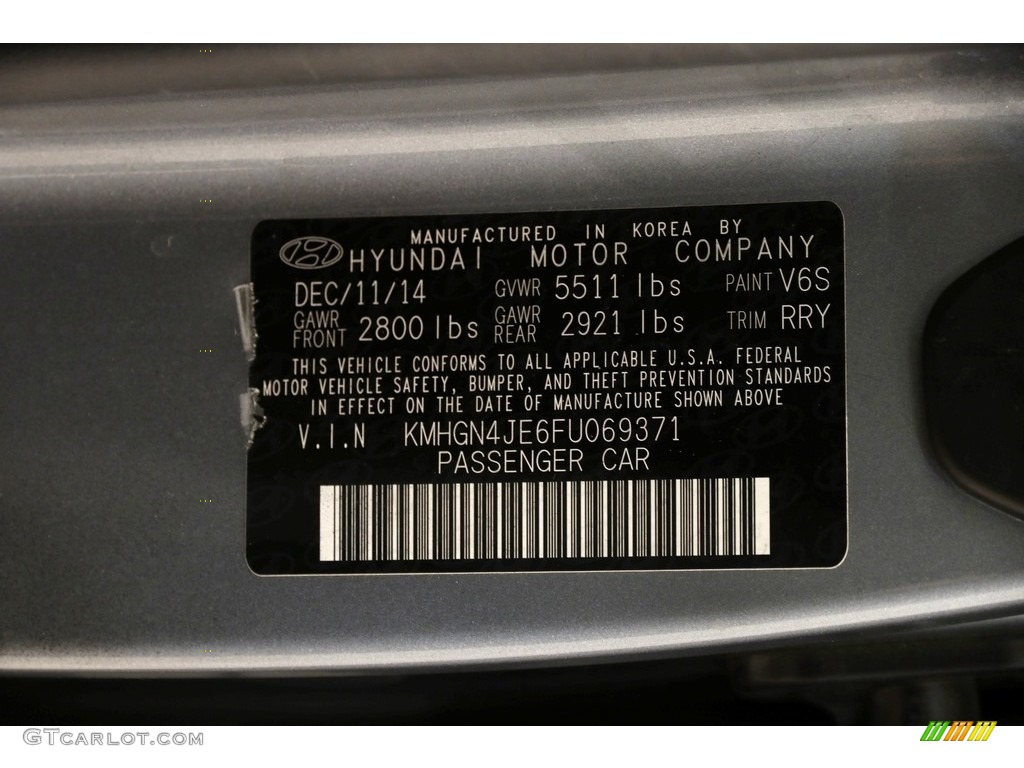 MANUFACTURED IN KOREA BY
HYUNDAI MOTOR COMPANY
DEC/11/14 GVWR 5511 lbs PAINT V6S
GAWR FRONT 2800 lbs GAWR REAR 2921 lbs TRIM RRY
THIS VEHICLE CONFORMS TO ALL APPLICABLE U.S.A. FEDERAL
MOTOR VEHICLE SAFETY, BUMPER, AND THEFT PREVENTION STANDARDS
IN EFFECT ON THE DATE OF MANUFACTURE SHOWN ABOVE
V.I.N KMHGN4JE6FU069371
PASSENGER CAR
GTCARLOT.COM